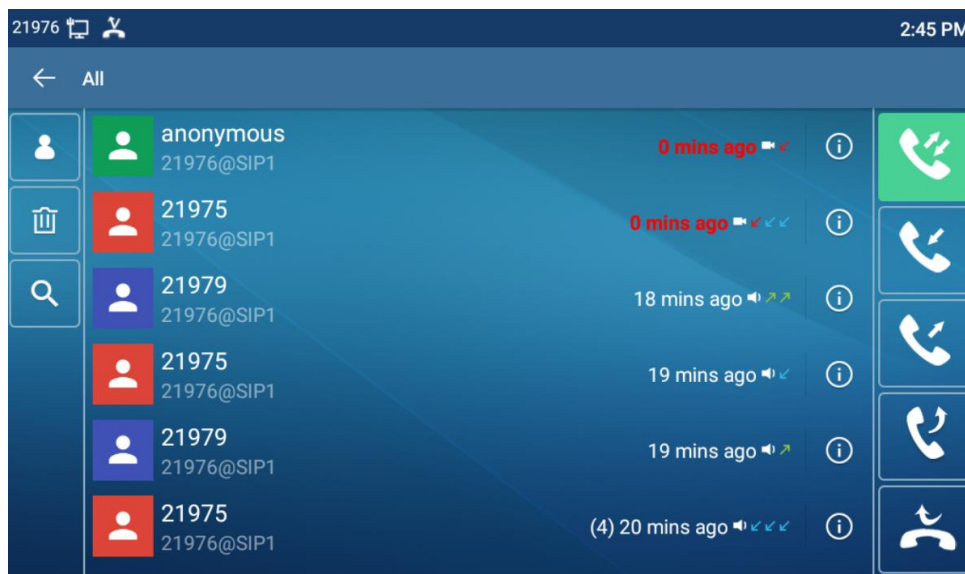 21976
2:45 PM
All
anonymous
21976@SIP1
0 mins ago
21975
21976@SIP1
0 mins ago
21979
21976@SIP1
18 mins ago
21975
21976@SIP1
19 mins ago
21979
21976@SIP1
19 mins ago
21975
21976@SIP1
(4) 20 mins ago